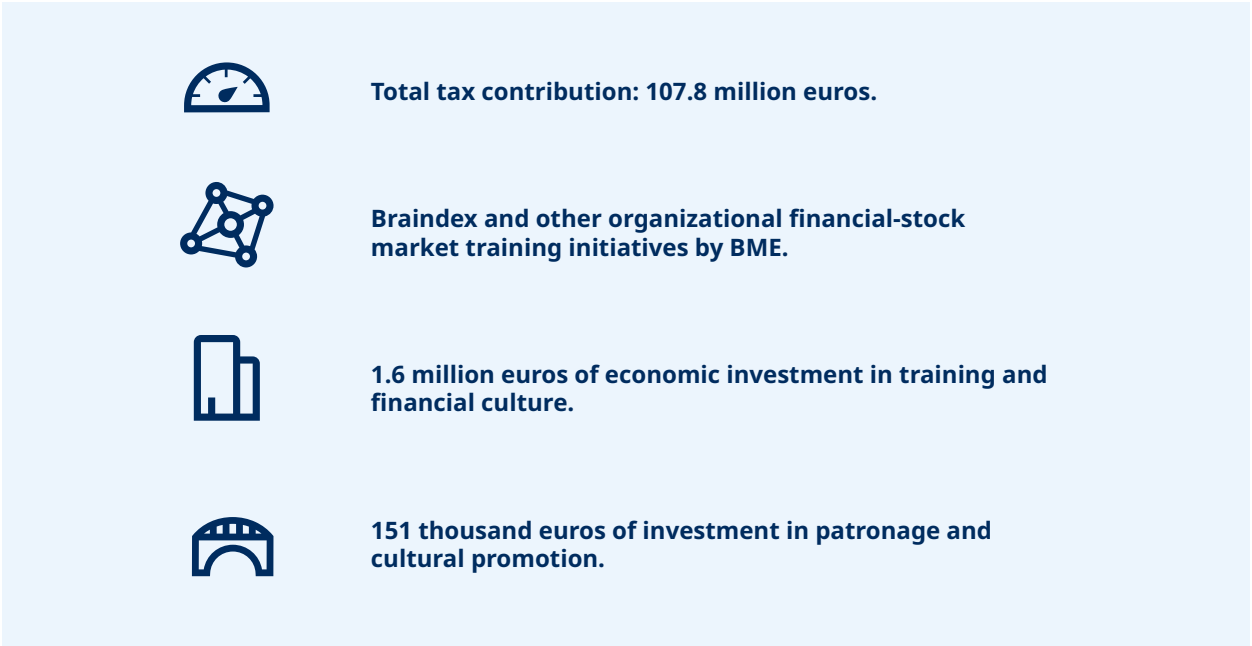 Total tax contribution: 107.8 million euros.
Braindex and other organizational financial-stock
market training initiatives by BME.
1.6 million euros of economic investment in training and
financial culture.
151 thousand euros of investment in patronage and
cultural promotion.